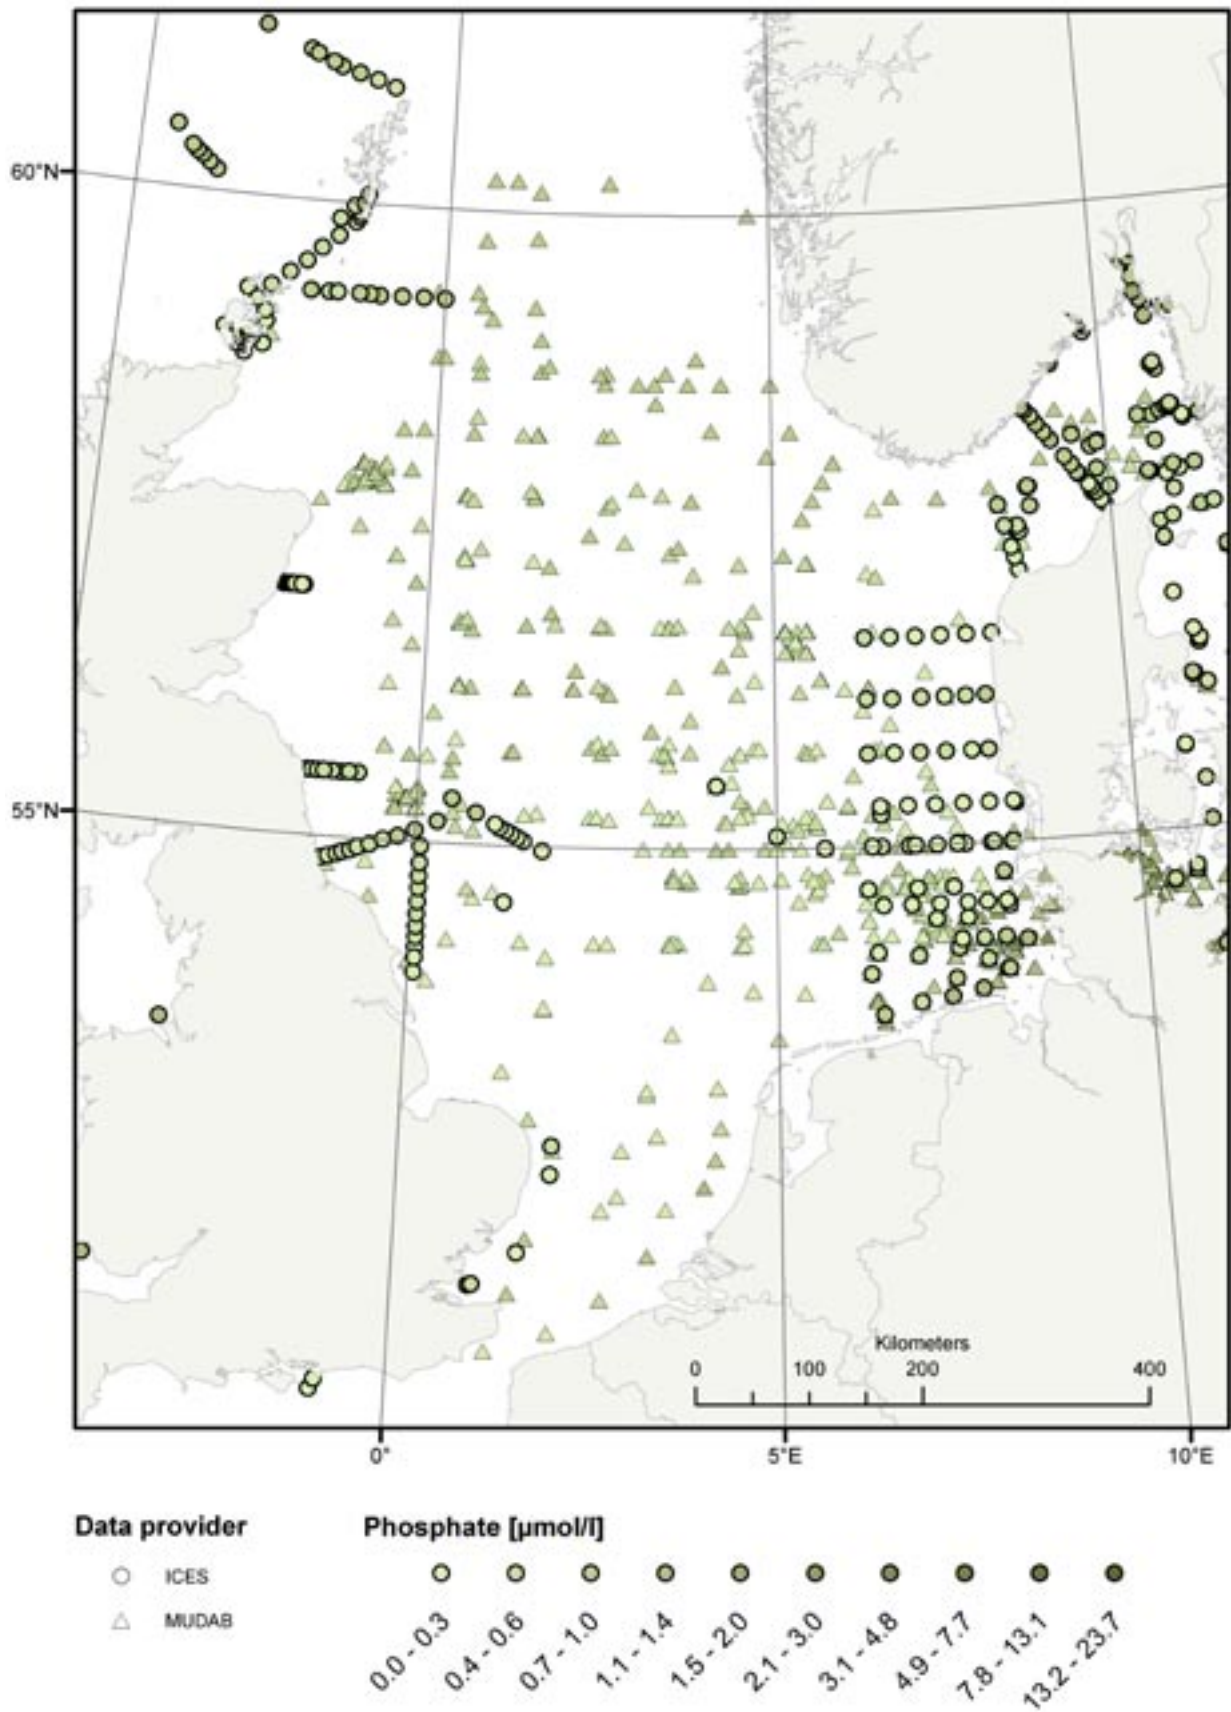 60°N
55°N
Kilometers
0 100 200 400
0° 5°E 10°E
Data provider
ICES
MUDAB
Phosphate [µmol/l]
0.0 - 0.3
0.4 - 0.6
0.7 - 1.0
1.1 - 1.4
1.5 - 2.0
2.1 - 3.0
3.1 - 4.8
4.9 - 7.7
7.8 - 13.1
13.2 - 23.7